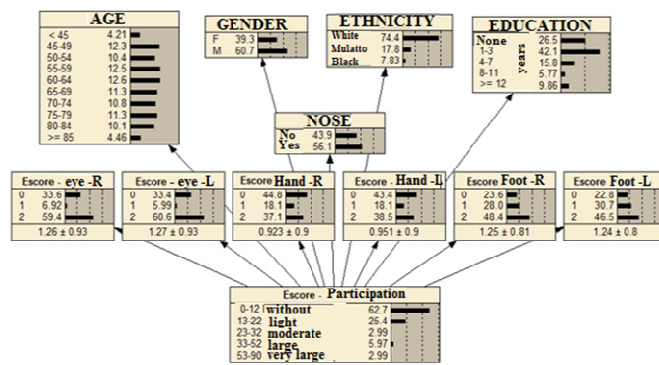 AGE
< 45 4.21
45-49 12.3
50-54 10.4
55-59 12.5
60-64 12.6
65-69 11.3
70-74 10.8
75-79 11.3
80-84 10.1
>= 85 4.46
GENDER
F 39.3
M 60.7
ETHNICITY
White 74.4
Mulatto 17.8
Black 7.83
EDUCATION
None 26.5
1-3 42.1
4-7 15.8
8-11 5.77
>= 12 9.86
years
NOSE
No 43.9
Yes 56.1
Escore - eye -R
0 33.6
1 6.92
2 59.4
1.26 ± 0.93
Escore - eye -L
0 33.4
1 5.99
2 60.6
1.27 ± 0.93
Escore Hand -R
0 44.8
1 18.1
2 37.1
0.923 ± 0.9
Escore - Hand -L
0 43.4
1 18.1
2 38.5
0.951 ± 0.9
Escore - Foot -R
0 23.6
1 28.0
2 48.4
1.25 ± 0.81
Escore - Foot -L
0 22.8
1 30.7
2 46.5
1.24 ± 0.8
Escore - Participation
0-12 without 62.7
13-22 light 25.4
23-32 moderate 2.99
33-52 large 5.97
53-90 very large 2.99